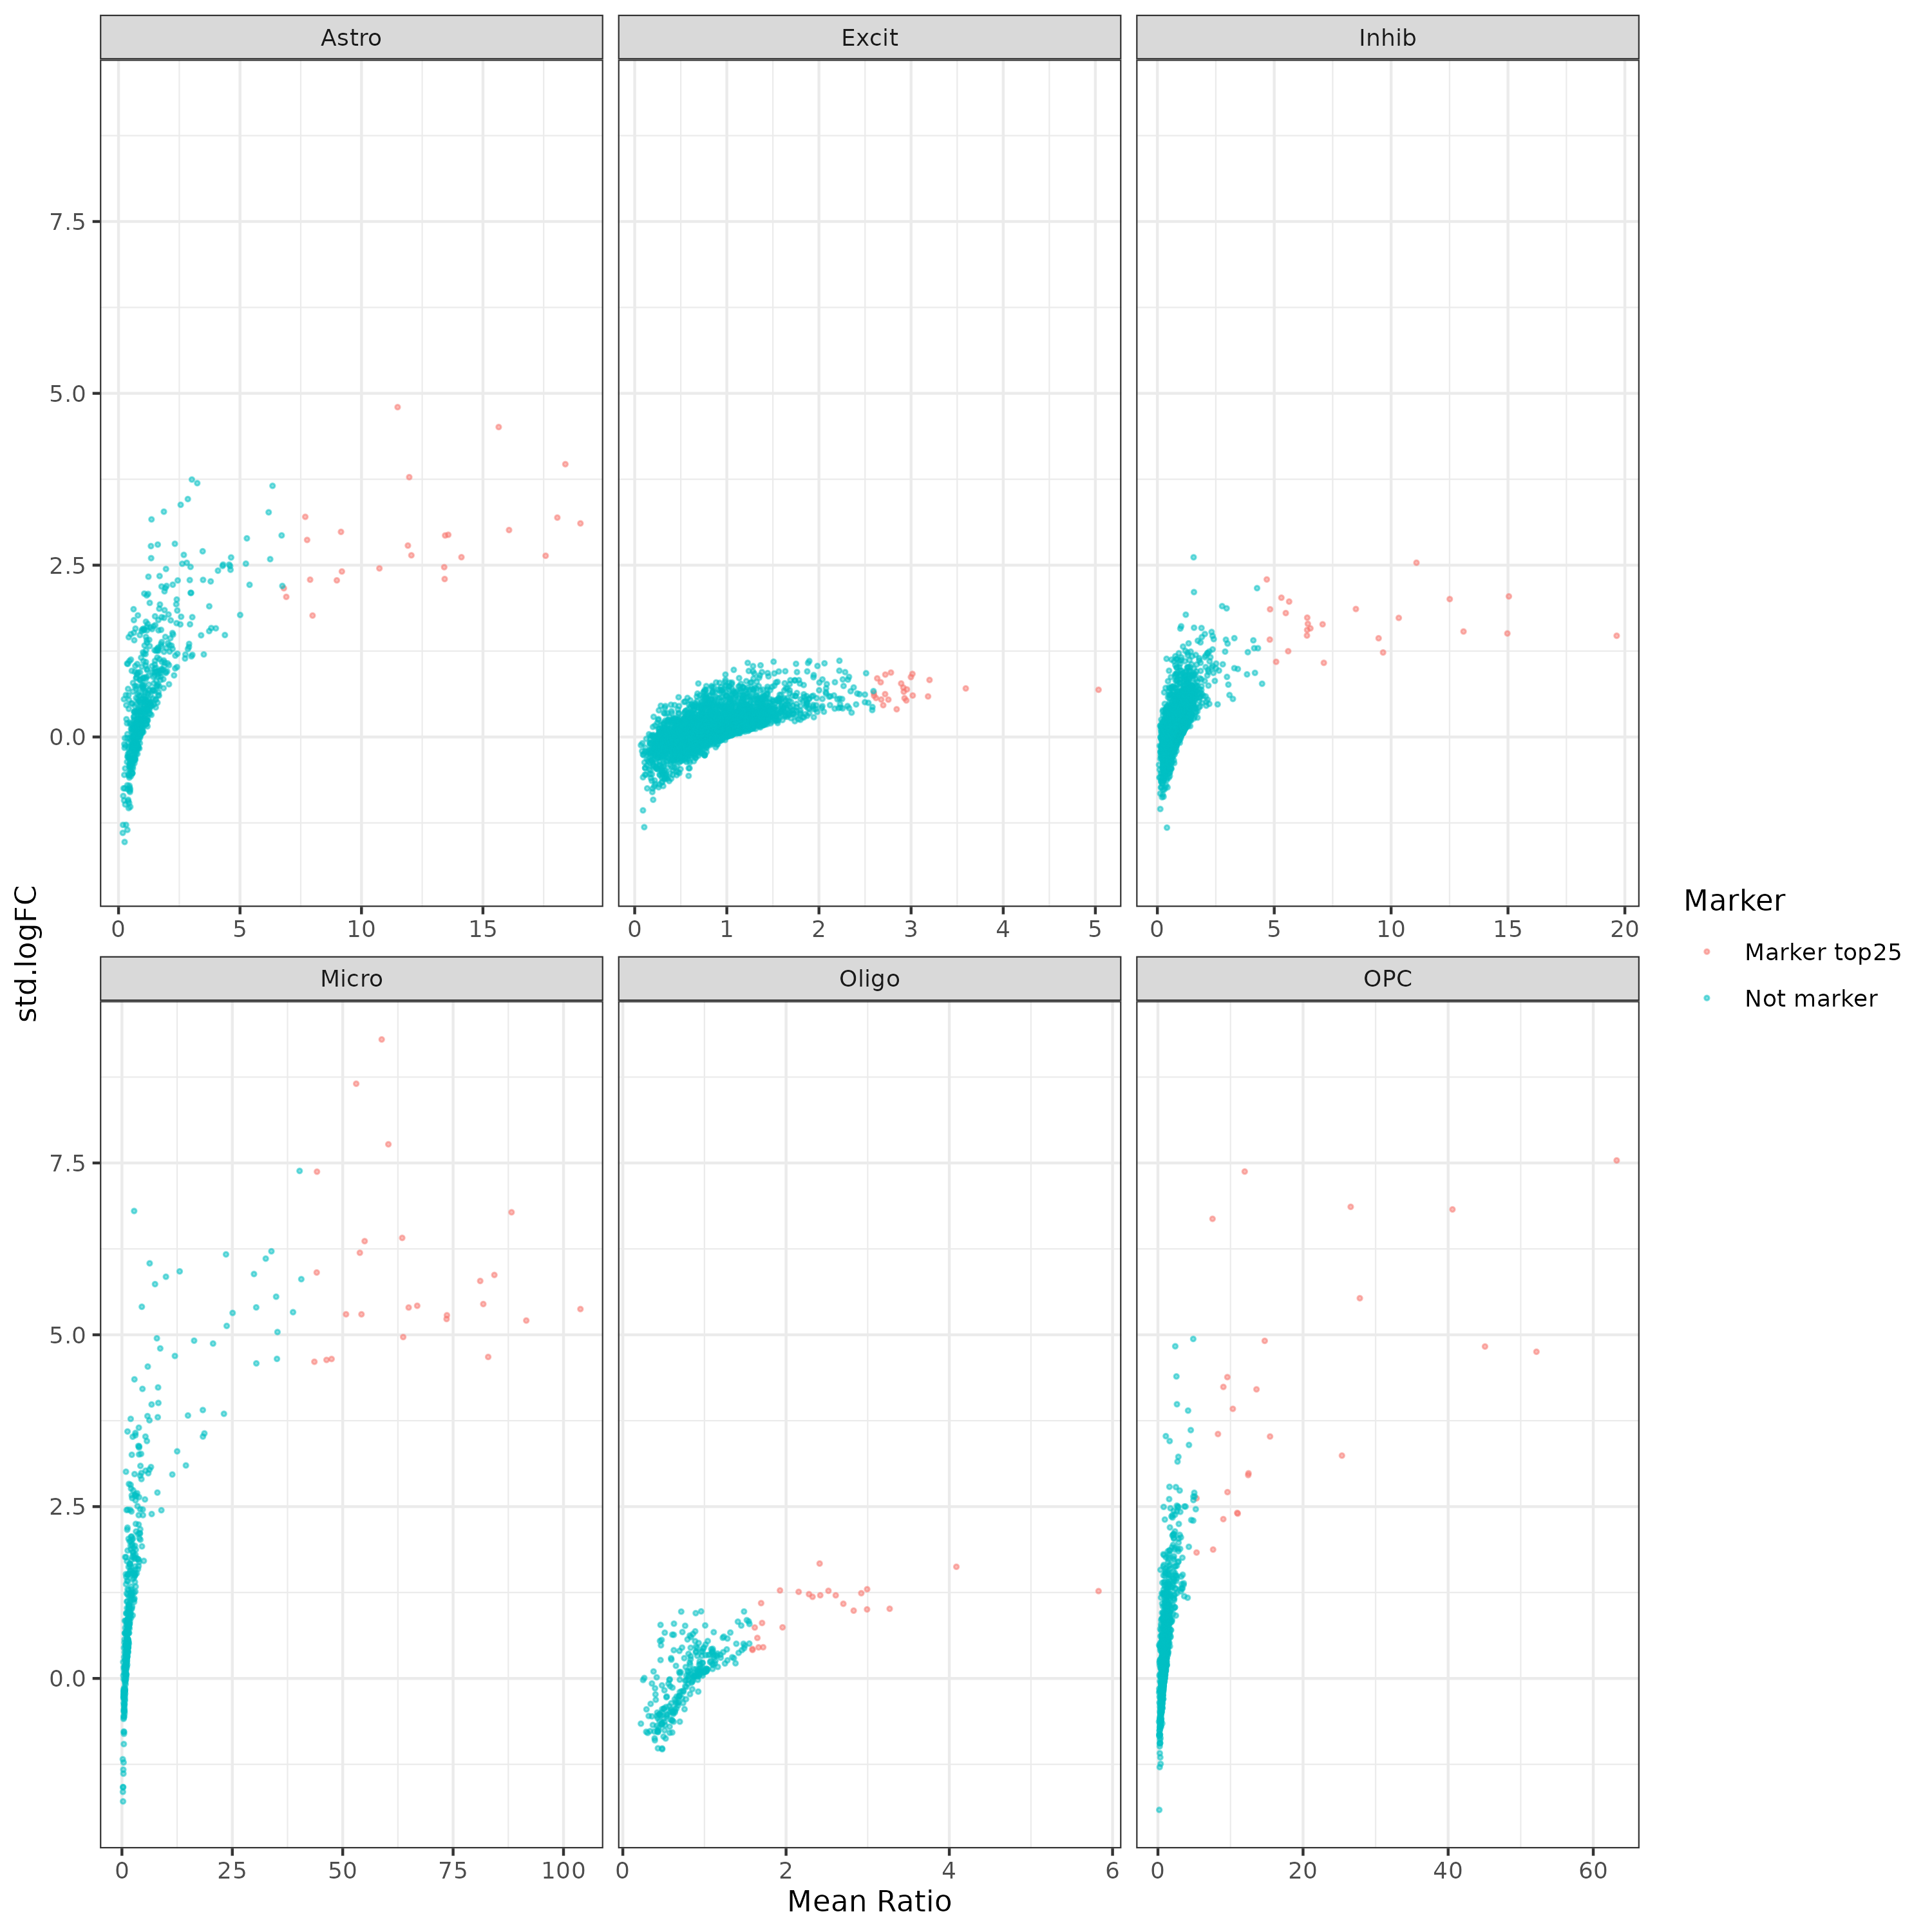 Astro Excit Inhib
7.5
5.0
2.5
0.0
0 5 10 15 0 1 2 3 4 5 0 5 10 15 20
std.logFC
Marker
Marker top25
Not marker
Micro Oligo OPC
7.5
5.0
2.5
0.0
0 25 50 75 100 0 2 4 6 0 20 40 60
Mean Ratio